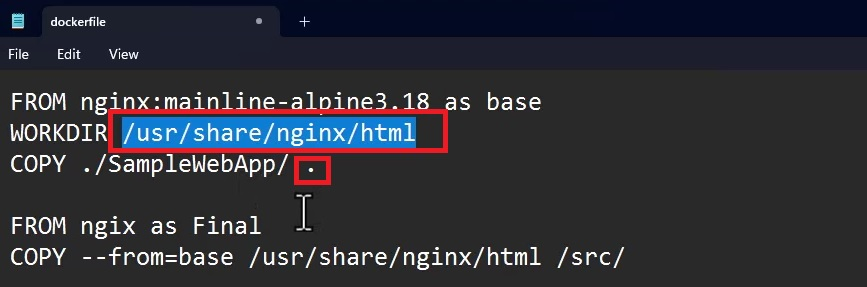 dockerfile
File Edit View
FROM nginx:mainline-alpine3.18 as base
WORKDIR /usr/share/nginx/html
COPY ./SampleWebApp/ .
FROM ngix as Final
COPY --from=base /usr/share/nginx/html /src/